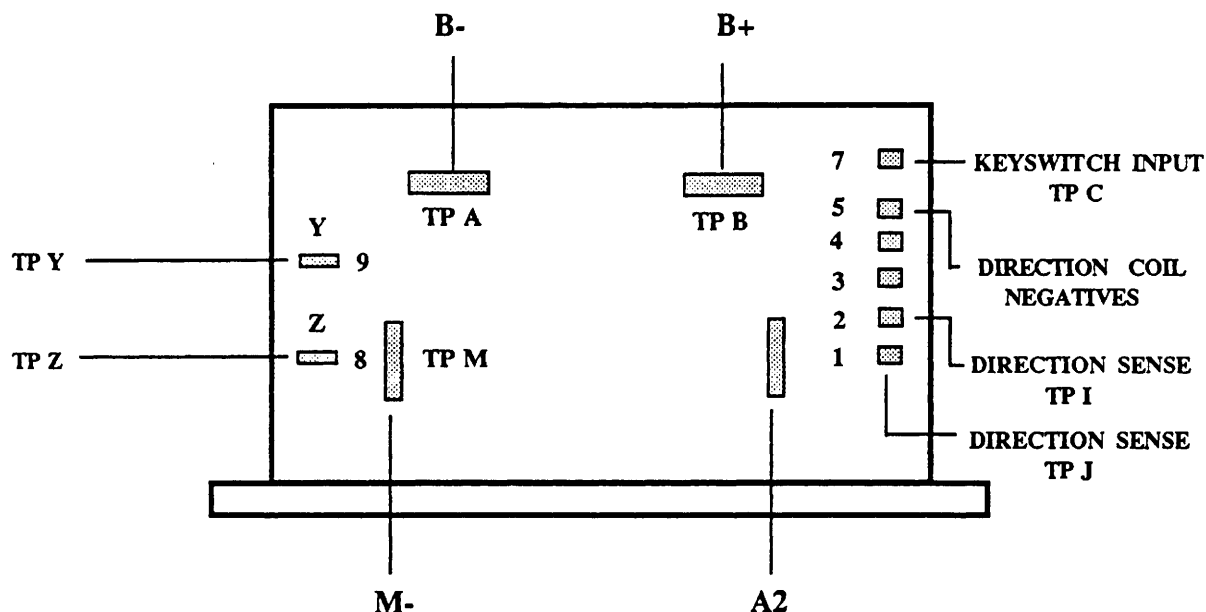 B-
B+
7
KEYSWITCH INPUT
TP C
TP A
TP B
5
Y
4
TP Y
9
DIRECTION COIL
NEGATIVES
3
Z
2
TP Z
8
TP M
1
DIRECTION SENSE
TP I
DIRECTION SENSE
TP J
M-
A2